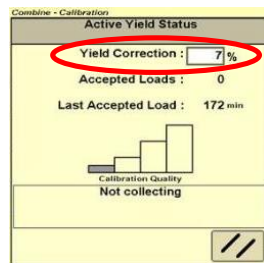 Combine - Calibration
Active Yield Status
Yield Correction : 7 %
Accepted Loads : 0
Last Accepted Load : 172 min
Calibration Quality
Not collecting